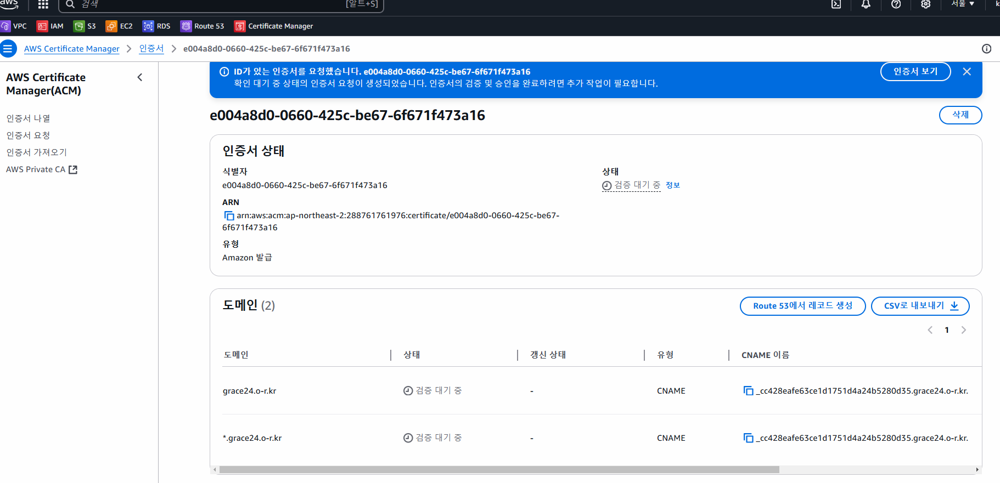 aws
검색
[알트+S]
서울
VPC
IAM
S3
EC2
RDS
Route 53
Certificate Manager
AWS Certificate Manager
인증서
e004a8d0-0660-425c-be67-6f671f473a16
AWS Certificate
Manager(ACM)
인증서 나열
인증서 요청
인증서 가져오기
AWS Private CA
ID가 있는 인증서를 요청했습니다. e004a8d0-0660-425c-be67-6f671f473a16
확인 대기 중 상태의 인증서 요청이 생성되었습니다. 인증서의 검증 및 승인을 완료하려면 추가 작업이 필요합니다.
인증서 보기
e004a8d0-0660-425c-be67-6f671f473a16
삭제
인증서 상태
식별자
e004a8d0-0660-425c-be67-6f671f473a16
상태
검증 대기 중 정보
ARN
arn:aws:acm:ap-northeast-2:288761761976:certificate/e004a8d0-0660-425c-be67-
6f671f473a16
유형
Amazon 발급
도메인 (2)
Route 53에서 레코드 생성
CSV로 내보내기
1
도메인
상태
갱신 상태
유형
CNAME 이름
grace24.o-r.kr
검증 대기 중
-
CNAME
_cc428eafe63ce1d1751d4a24b5280d35.grace24.o-r.kr.
*.grace24.o-r.kr
검증 대기 중
-
CNAME
_cc428eafe63ce1d1751d4a24b5280d35.grace24.o-r.kr.